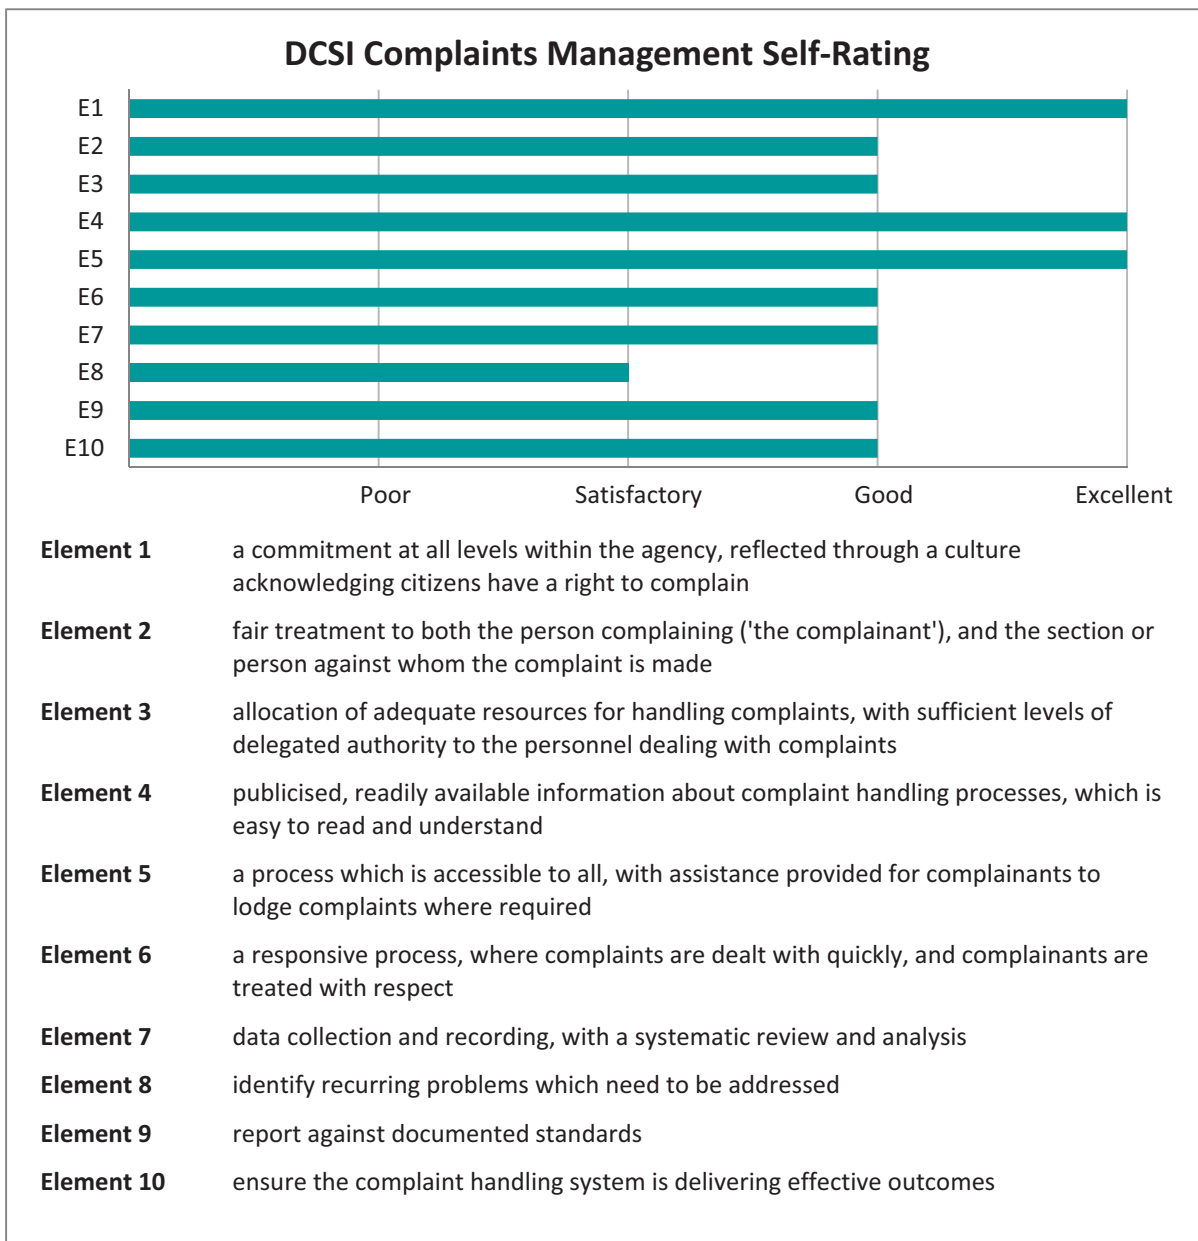 DCSI Complaints Management Self-Rating
E1
E2
E3
E4
E5
E6
E7
E8
E9
E10
Poor Satisfactory Good Excellent
Element 1 a commitment at all levels within the agency, reflected through a culture
acknowledging citizens have a right to complain
Element 2 fair treatment to both the person complaining ('the complainant'), and the section or
person against whom the complaint is made
Element 3 allocation of adequate resources for handling complaints, with sufficient levels of
delegated authority to the personnel dealing with complaints
Element 4 publicised, readily available information about complaint handling processes, which is
easy to read and understand
Element 5 a process which is accessible to all, with assistance provided for complainants to
lodge complaints where required
Element 6 a responsive process, where complaints are dealt with quickly, and complainants are
treated with respect
Element 7 data collection and recording, with a systematic review and analysis
Element 8 identify recurring problems which need to be addressed
Element 9 report against documented standards
Element 10 ensure the complaint handling system is delivering effective outcomes